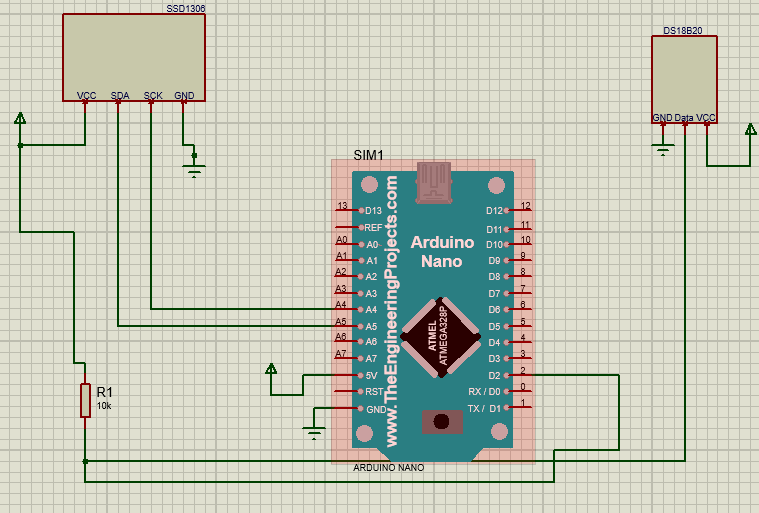 SSD1306
VCC SDA SCK GND
DS18B20
GND Data VCC
SIM1
13 D13
REF
A0 A0
A1 A1
A2 A2
A3 A3
A4 A4
A5 A5
A6 A6
A7 A7
5V
RST
GND
www.TheEngineeringProjects.com
Arduino
Nano
ATMEL
ATMEGA328P
D12 12
D11 11
D10 10
D9 9
D8 8
D7 7
D6 6
D5 5
D4 4
D3 3
D2 2
RX / D0 0
TX / D1 1
ARDUINO NANO
R1
10k